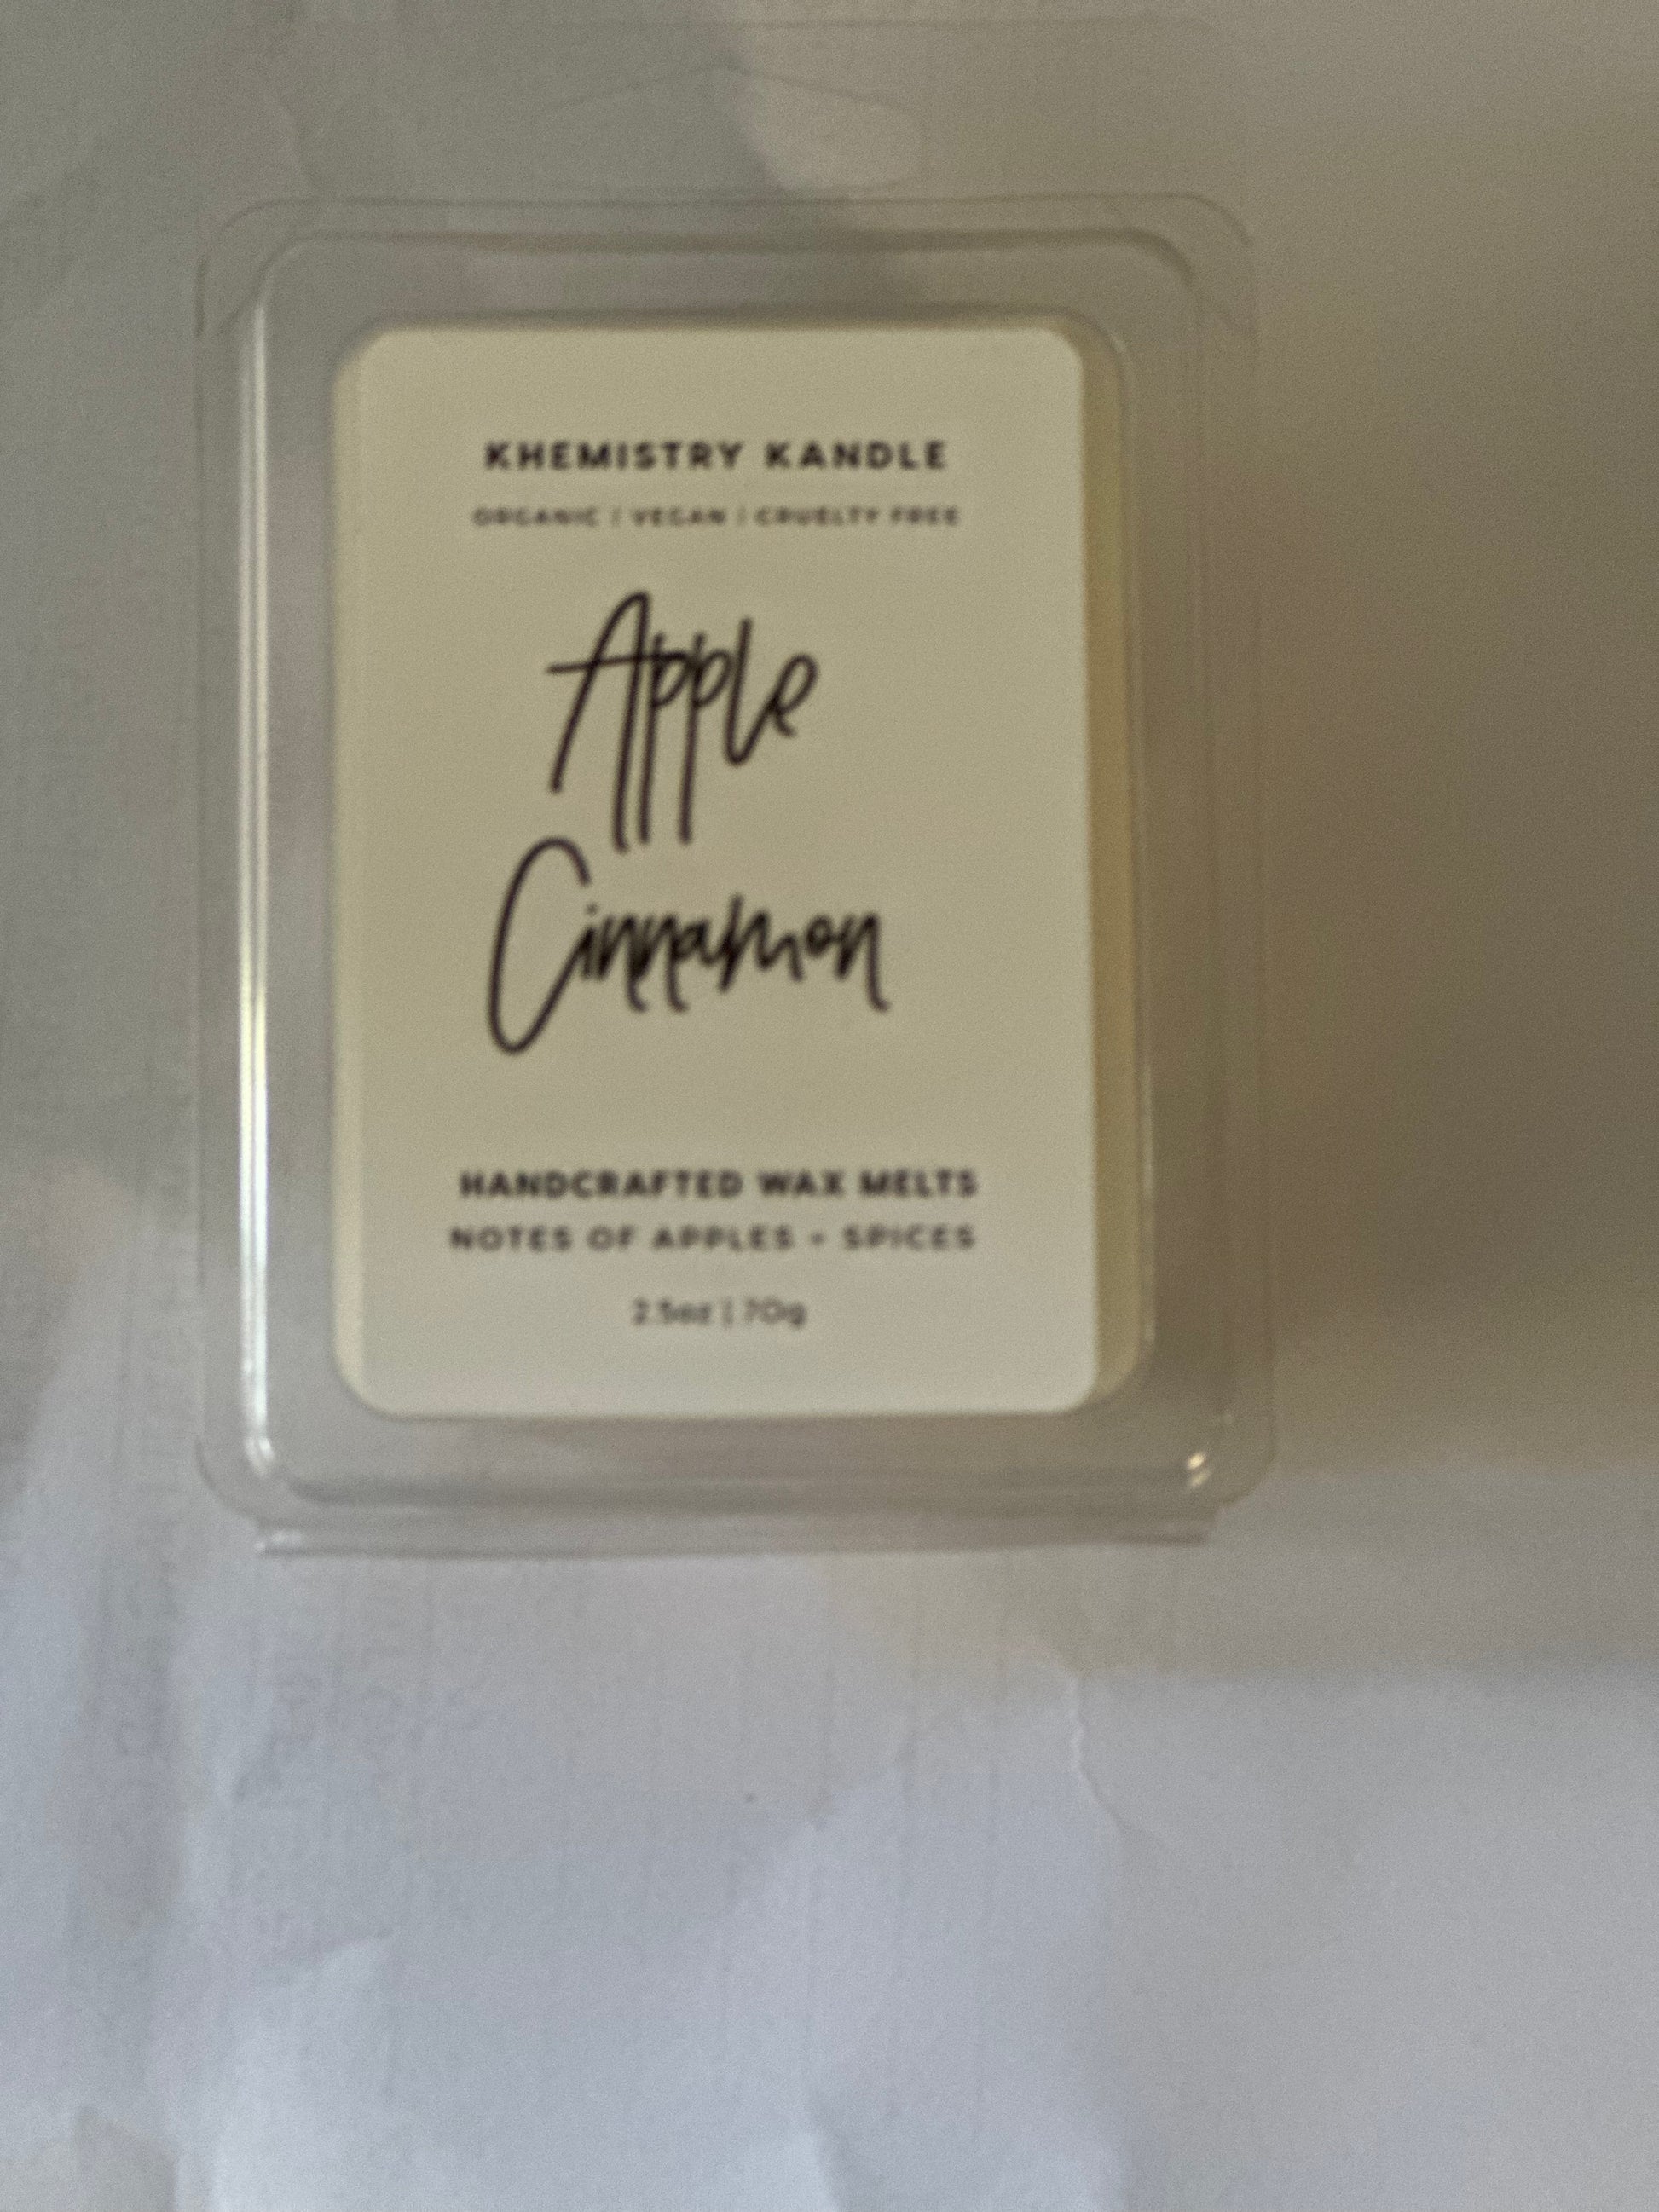 KHEMISTRY KANDLE
ORGANIC | VEGAN | CRUELTY FREE
Apple
Cinnamon
HANDCRAFTED WAX MELTS
NOTES OF APPLES + SPICES
2.5oz | 70g